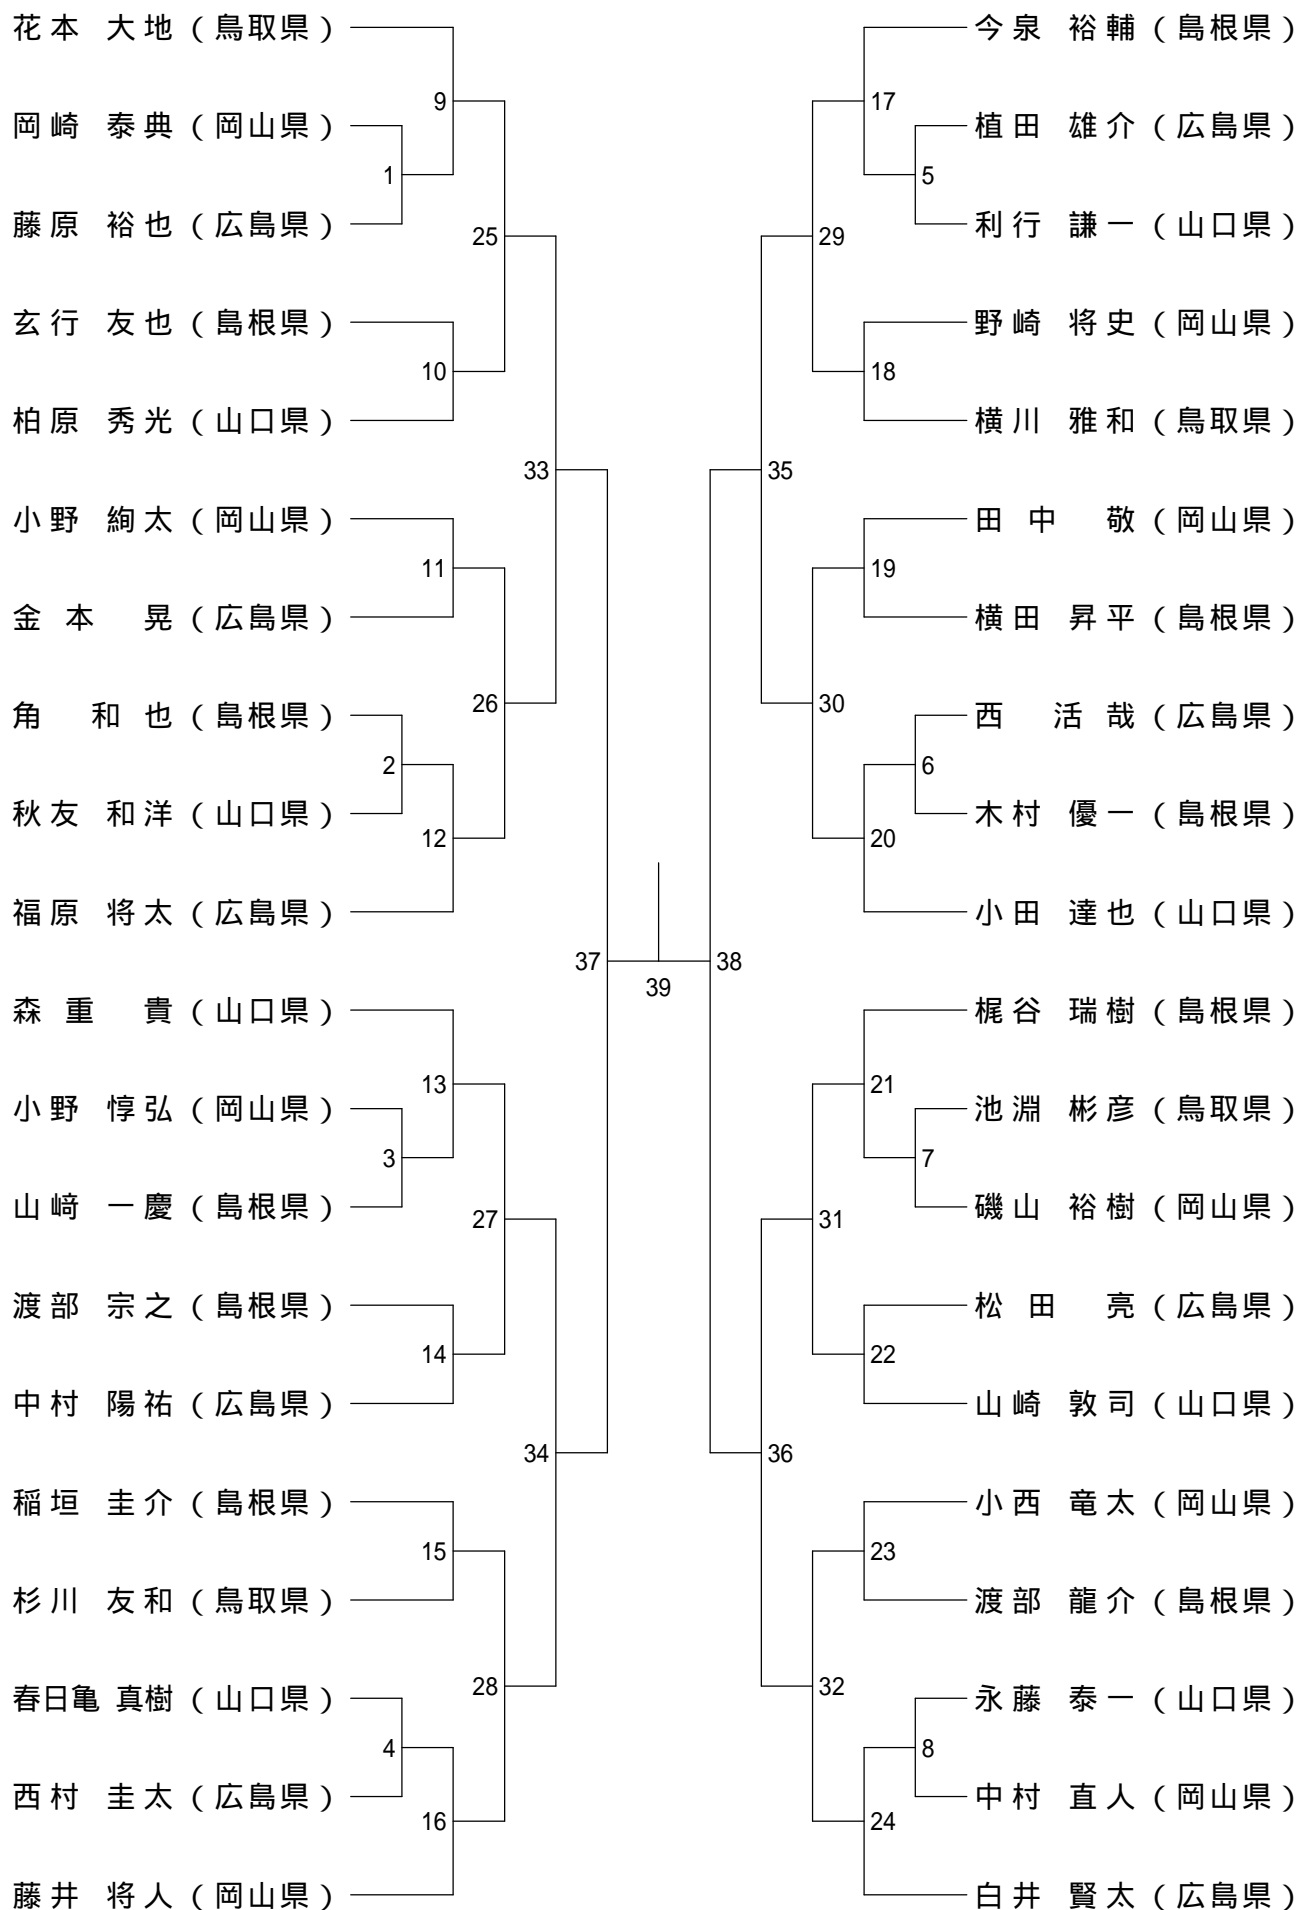 花本 大地 (鳥取県)
9
岡崎 泰典 (岡山県)
1
藤原 裕也 (広島県)
25
玄行 友也 (島根県)
10
柏原 秀光 (山口県)
33
小野 絢太 (岡山県)
11
金本 晃 (広島県)
26
角 和也 (島根県)
2
秋友 和洋 (山口県)
12
福原 将太 (広島県)
37
森重 貴 (山口県)
13
小野 惇弘 (岡山県)
3
山﨑 一慶 (島根県)
27
渡部 宗之 (島根県)
14
中村 陽祐 (広島県)
34
稲垣 圭介 (島根県)
15
杉川 友和 (鳥取県)
28
春日亀 真樹 (山口県)
4
西村 圭太 (広島県)
16
藤井 将人 (岡山県)
39
今泉 裕輔 (島根県)
17
植田 雄介 (広島県)
5
利行 謙一 (山口県)
29
野崎 将史 (岡山県)
18
横川 雅和 (鳥取県)
35
田中 敬 (岡山県)
19
横田 昇平 (島根県)
30
西 活哉 (広島県)
6
木村 優一 (島根県)
20
小田 達也 (山口県)
38
梶谷 瑞樹 (島根県)
21
池淵 彬彦 (鳥取県)
7
磯山 裕樹 (岡山県)
31
松田 亮 (広島県)
22
山崎 敦司 (山口県)
36
小西 竜太 (岡山県)
23
渡部 龍介 (島根県)
32
永藤 泰一 (山口県)
8
中村 直人 (岡山県)
24
白井 賢太 (広島県)